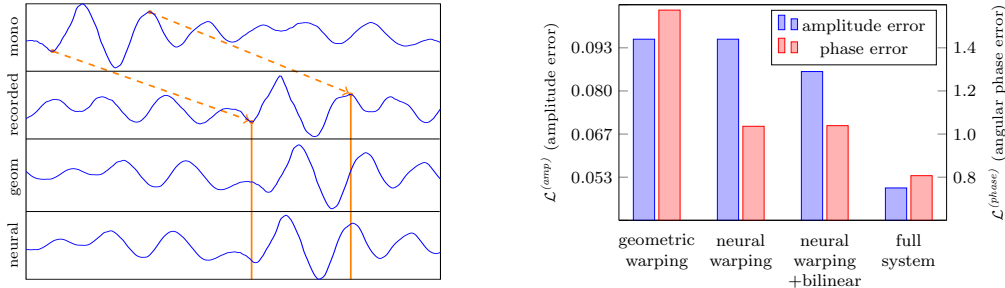 mono
recorded
geom
neural
L^(amp) (amplitude error)
0.093
0.080
0.067
0.053
amplitude error
phase error
1.4
1.2
1.0
0.8
L^(phase) (angular phase error)
geometric warping
neural warping
neural warping +bilinear
full system